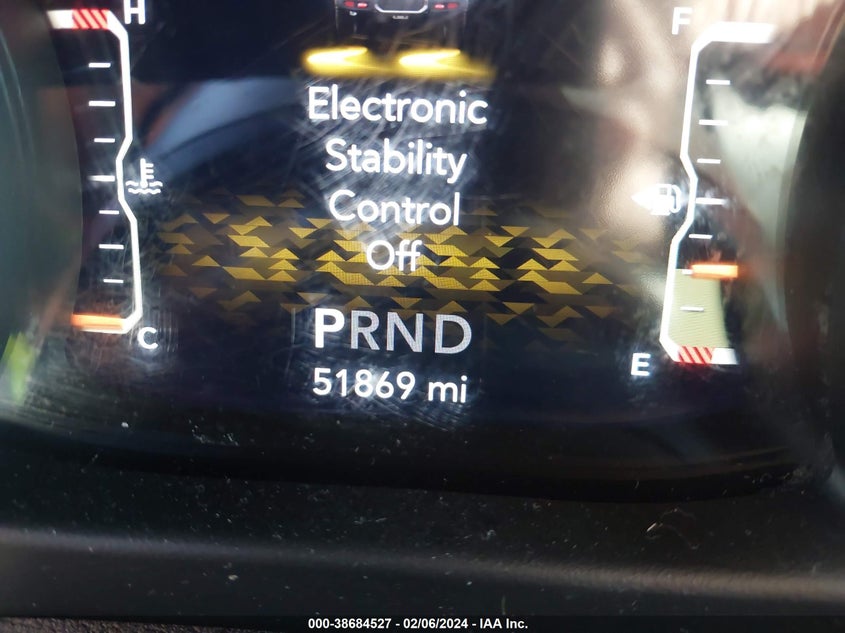 H
F
Electronic
Stability
Control
Off
PRND
C
E
51869 mi
000-38684527 - 02/06/2024 - IAA Inc.